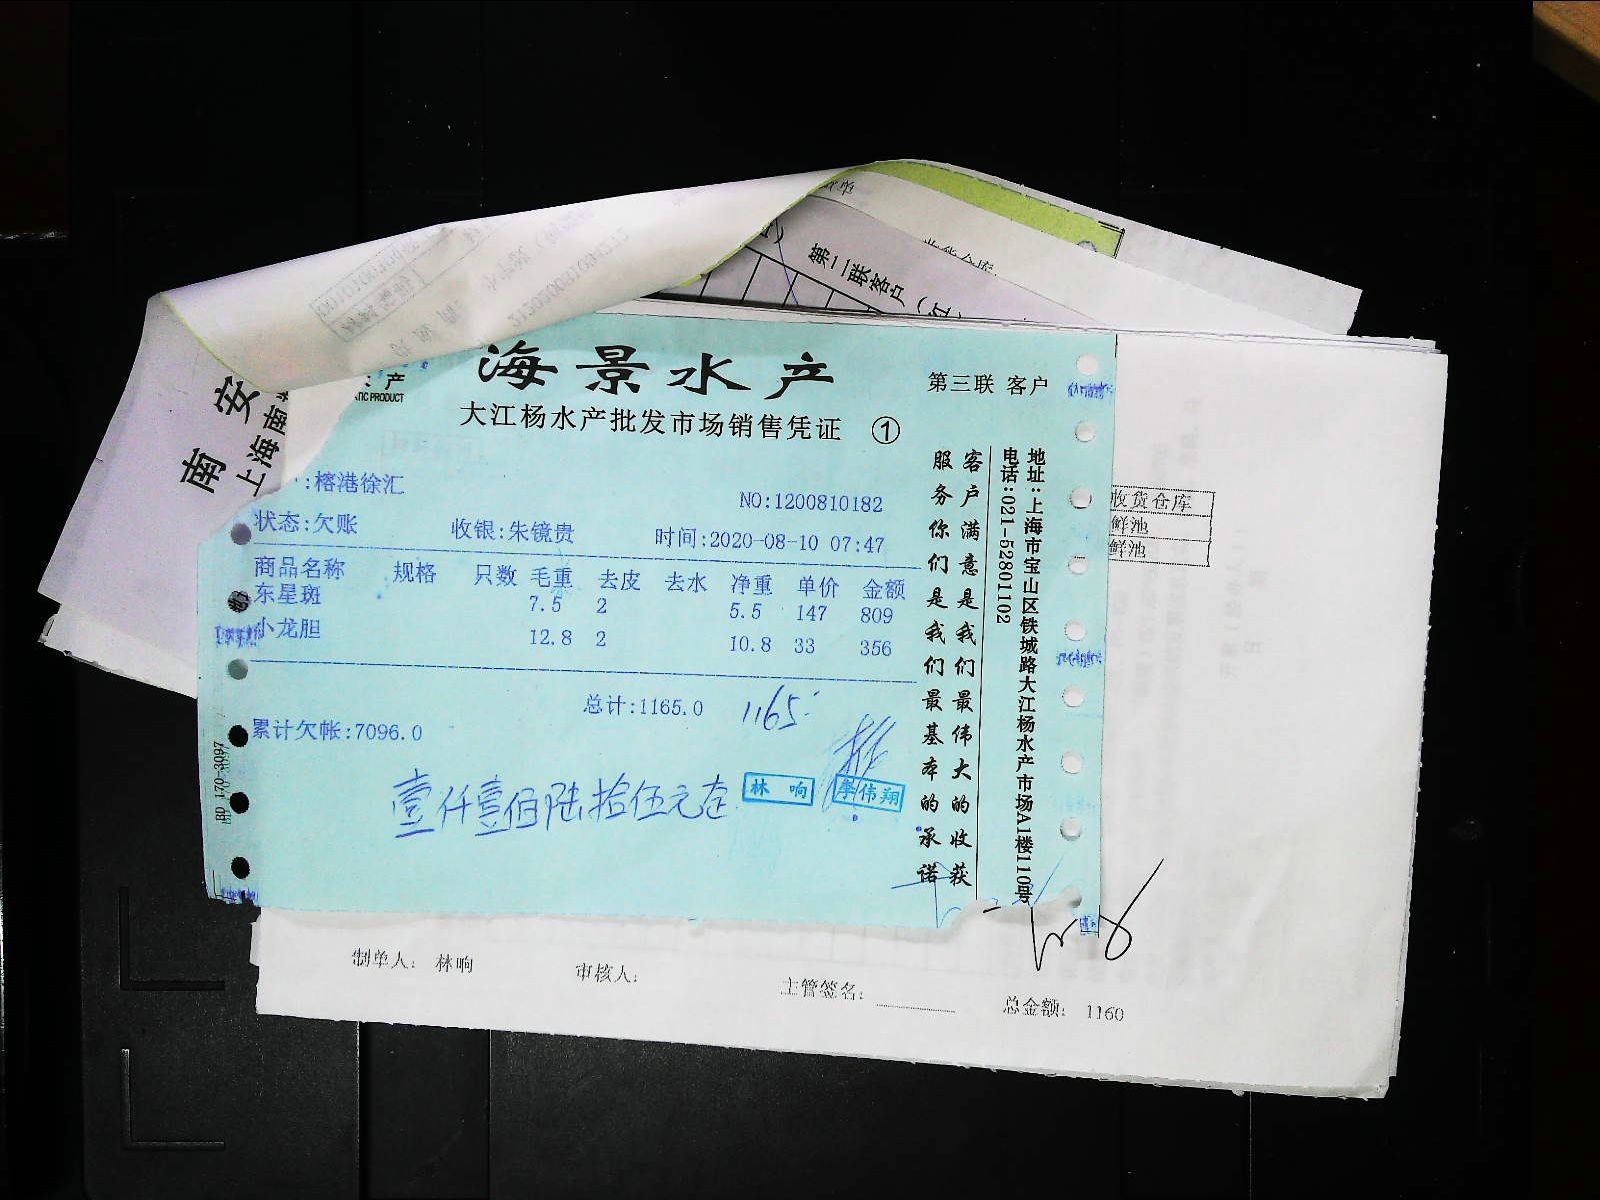 海景水产
大江杨水产批发市场销售凭证 ①
第三联 客户
产
TIC PRODUCT
:榕港徐汇
NO:1200810182
状态:欠账 收银:朱镜贵 时间:2020-08-10 07:47
商品名称 规格 只数 毛重 去皮 去水 净重 单价 金额
东星斑 7.5 2 5.5 147 809
小龙胆 12.8 2 10.8 33 356
总计:1165.0 1165
累计欠帐:7096.0
壹仟壹佰陆拾伍元在
林响 李伟翔
客户满意是我们最伟大的收获
服务你们是我们最基本的承诺
地址:上海市宝山区铁城路大江杨水产市场A1楼110号
电话:021-52801102
第二联客户(红
南安
上海南
收货仓库
鲜池
鲜池
制单人: 林响 审核人: 主管签名: 总金额: 1160